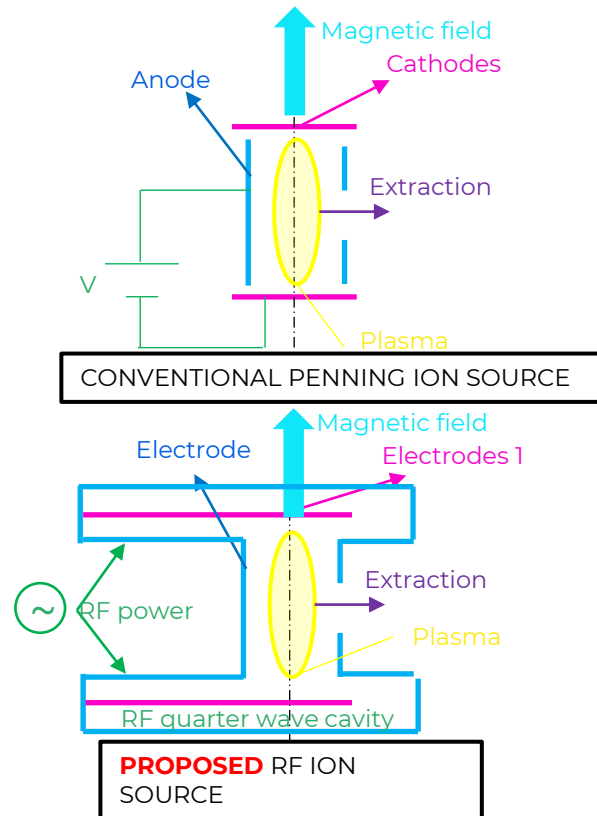 Magnetic field
Cathodes
Anode
Extraction
V
Plasma
CONVENTIONAL PENNING ION SOURCE
Magnetic field
Electrode
Electrodes 1
Extraction
~ RF power
Plasma
RF quarter wave cavity
PROPOSED RF ION
SOURCE